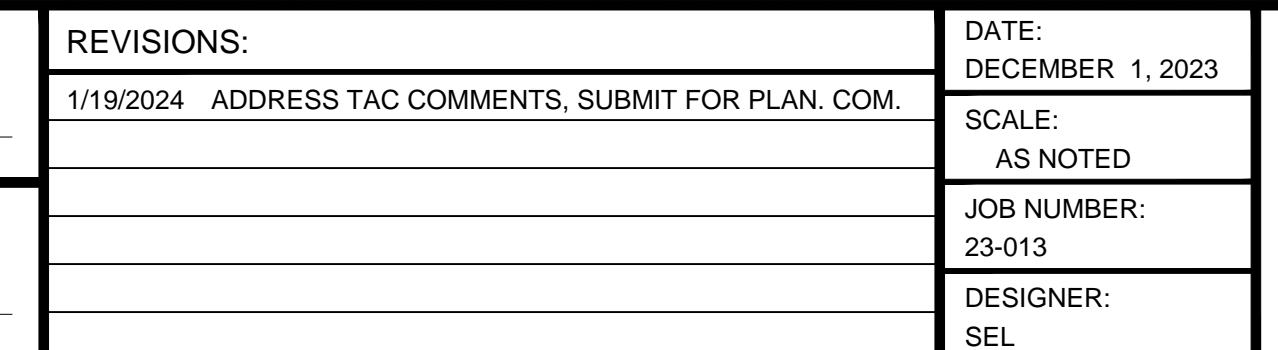 REVISIONS:
1/19/2024 ADDRESS TAC COMMENTS, SUBMIT FOR PLAN. COM.
DATE:
DECEMBER 1, 2023
SCALE:
AS NOTED
JOB NUMBER:
23-013
DESIGNER:
SEL